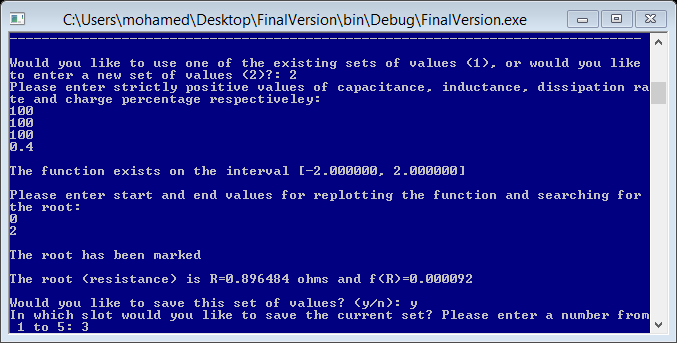 C:\Users\mohamed\Desktop\FinalVersion\bin\Debug\FinalVersion.exe
Would you like to use one of the existing sets of values (1), or would you like
to enter a new set of values (2)?: 2
Please enter strictly positive values of capacitance, inductance, dissipation ra
te and charge percentage respectiveley:
100
100
100
0.4
The function exists on the interval [-2.000000, 2.000000]
Please enter start and end values for replotting the function and searching for
the root:
0
2
The root has been marked
The root (resistance) is R=0.896484 ohms and f(R)=0.000092
Would you like to save this set of values? (y/n): y
In which slot would you like to save the current set? Please enter a number from
 1 to 5: 3